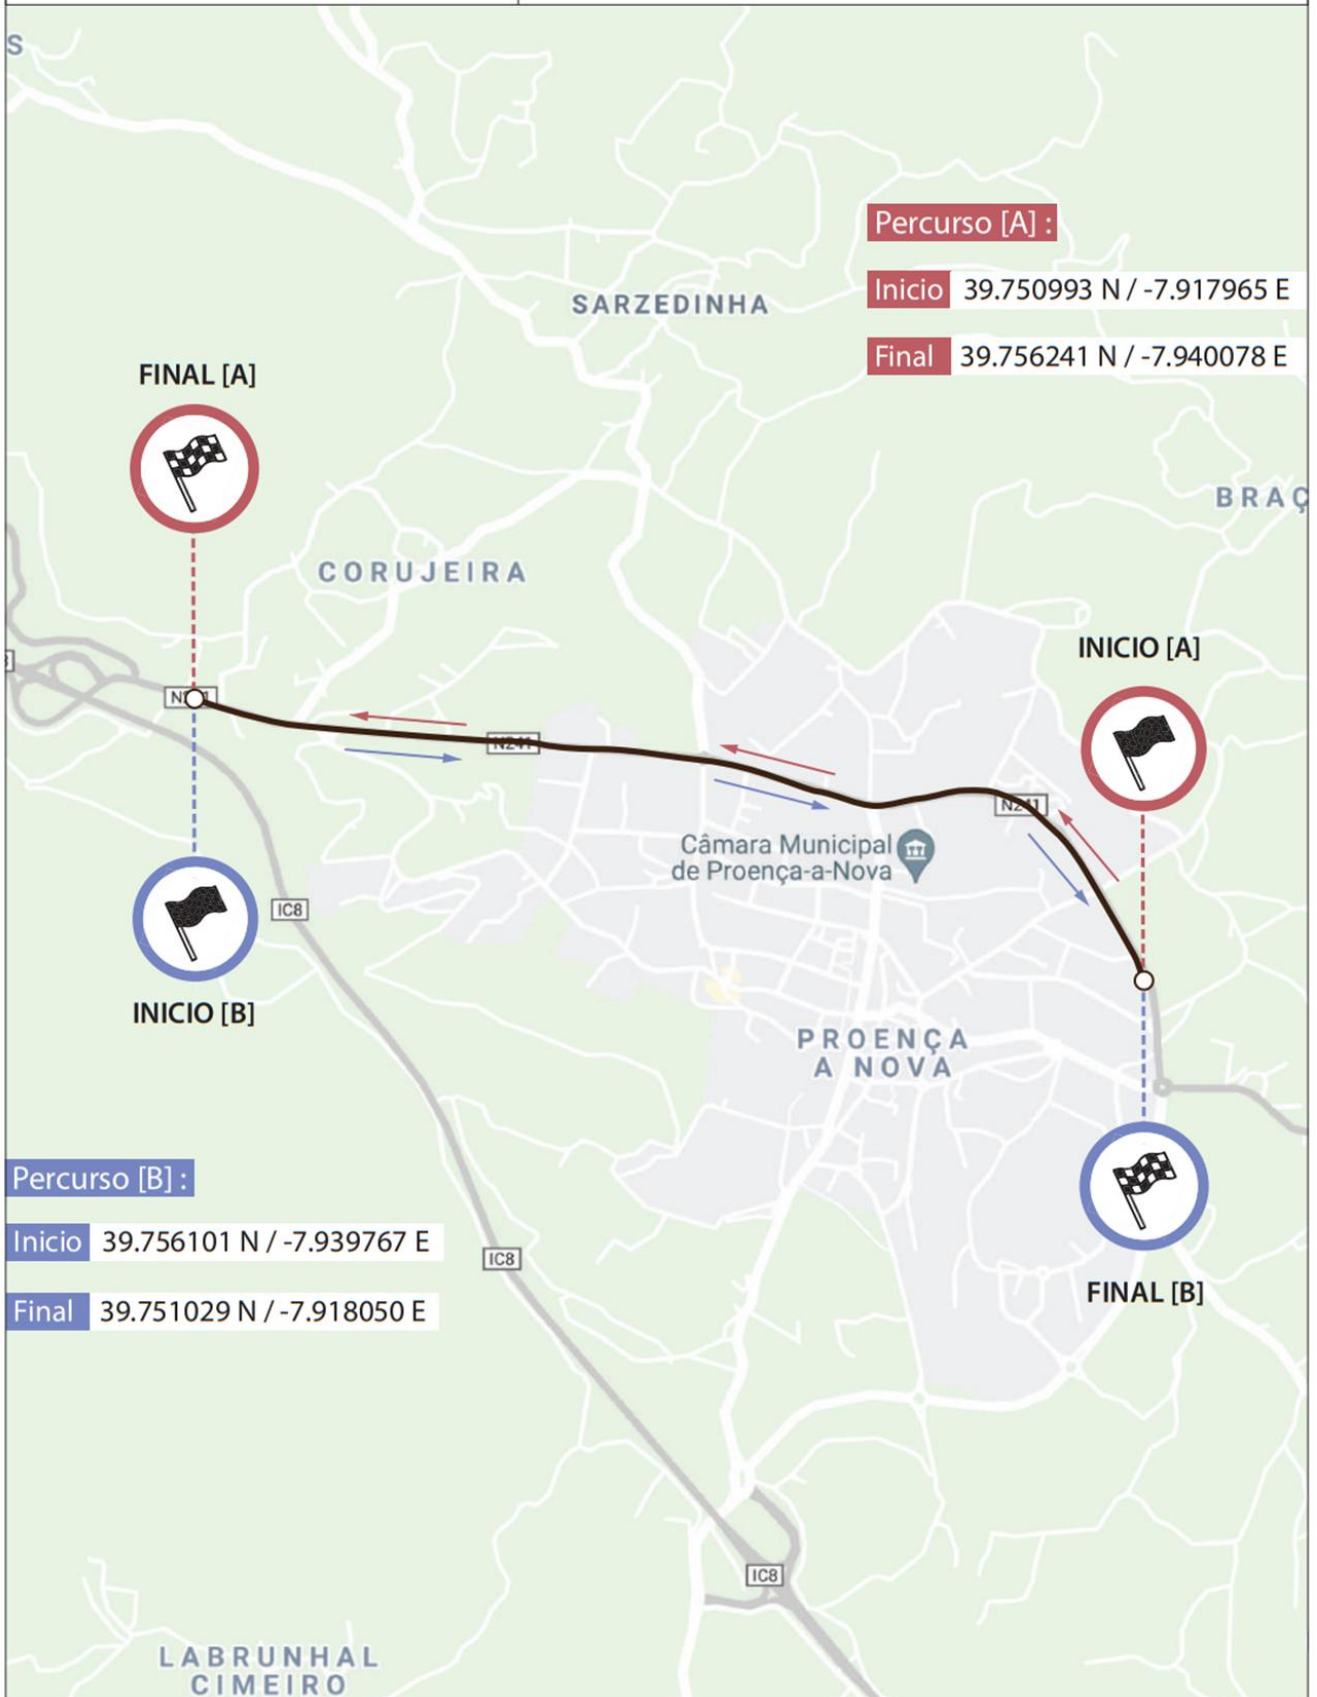 S
Percurso [A] :
Inicio 39.750993 N / -7.917965 E
SARZEDINHA
Final 39.756241 N / -7.940078 E
FINAL [A]
BRAÇ
CORUJEIRA
INICIO [A]
N241
N241
N241
Câmara Municipal
de Proença-a-Nova
IC8
INICIO [B]
PROENÇA
A NOVA
Percurso [B] :
Inicio 39.756101 N / -7.939767 E
IC8
FINAL [B]
Final 39.751029 N / -7.918050 E
IC8
LABRUNHAL
CIMEIRO